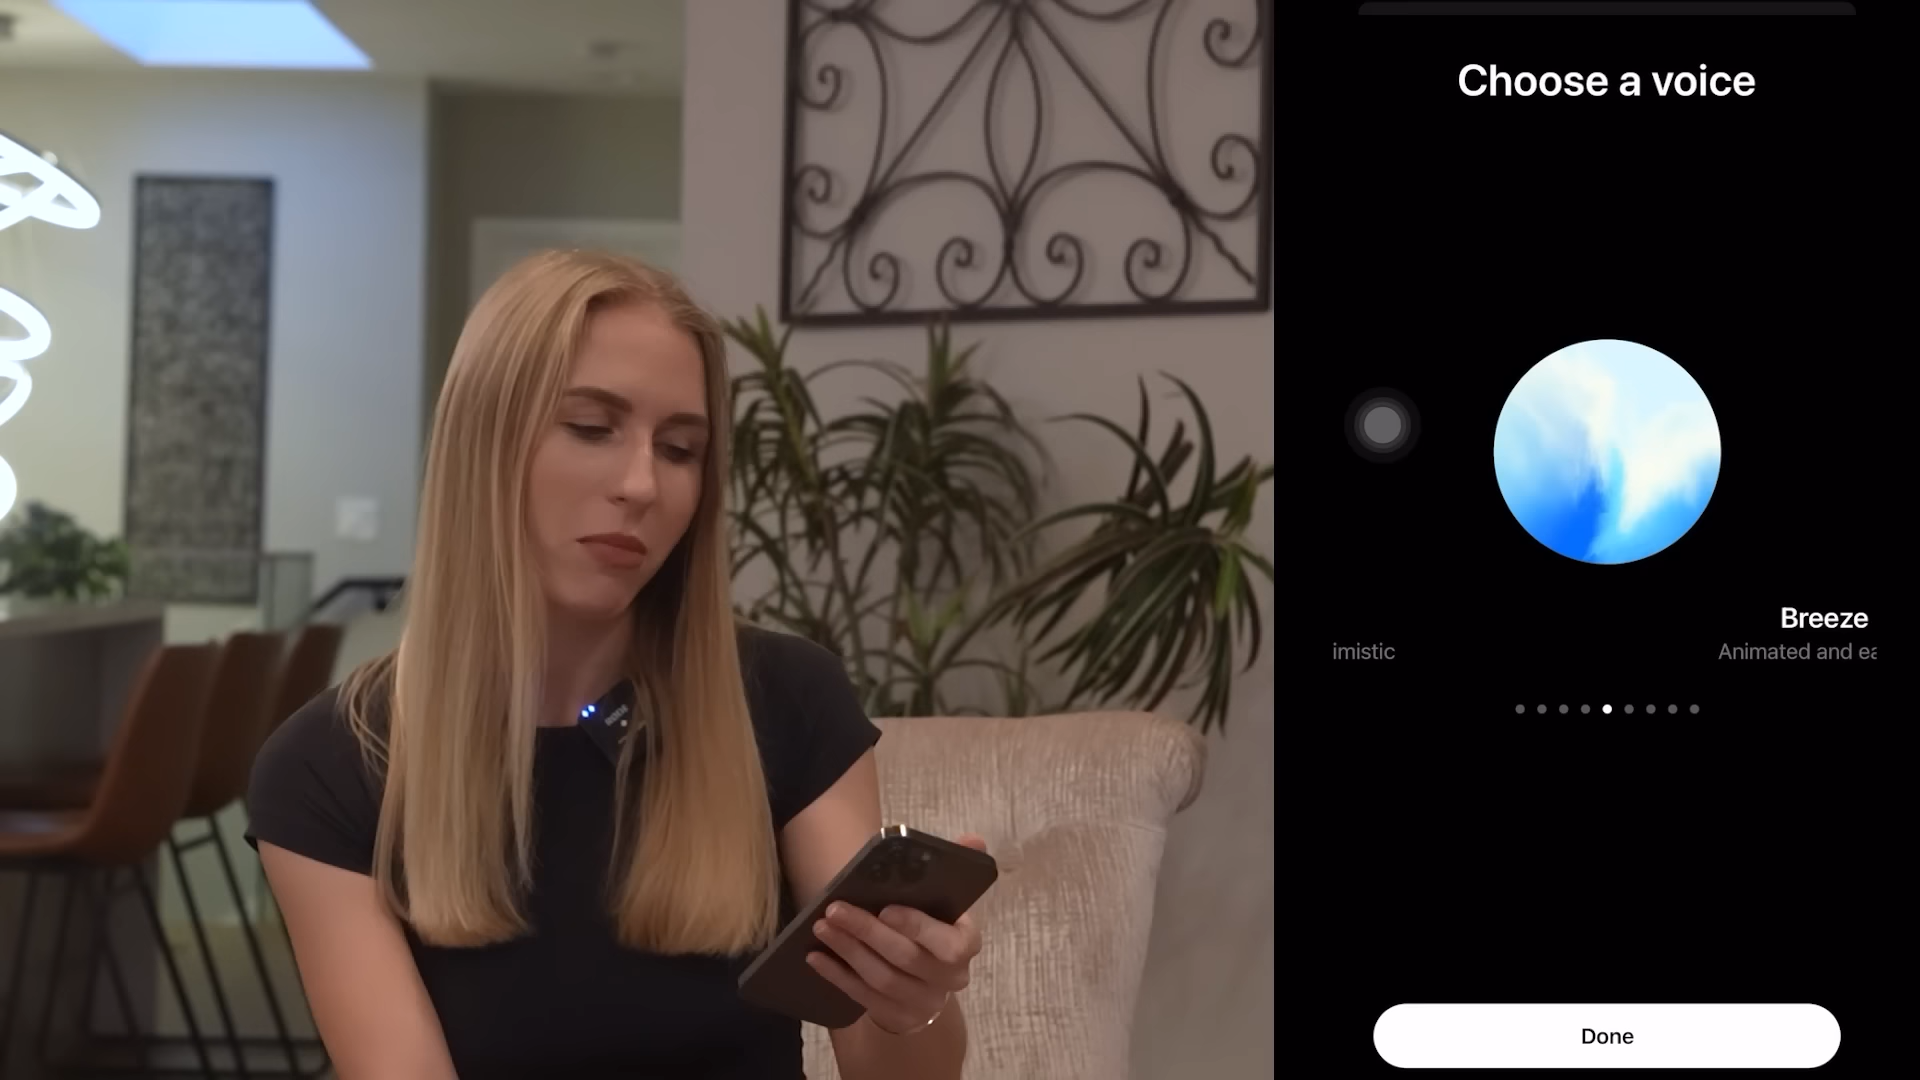 Choose a voice
Breeze
imistic
Animated and ea
Done